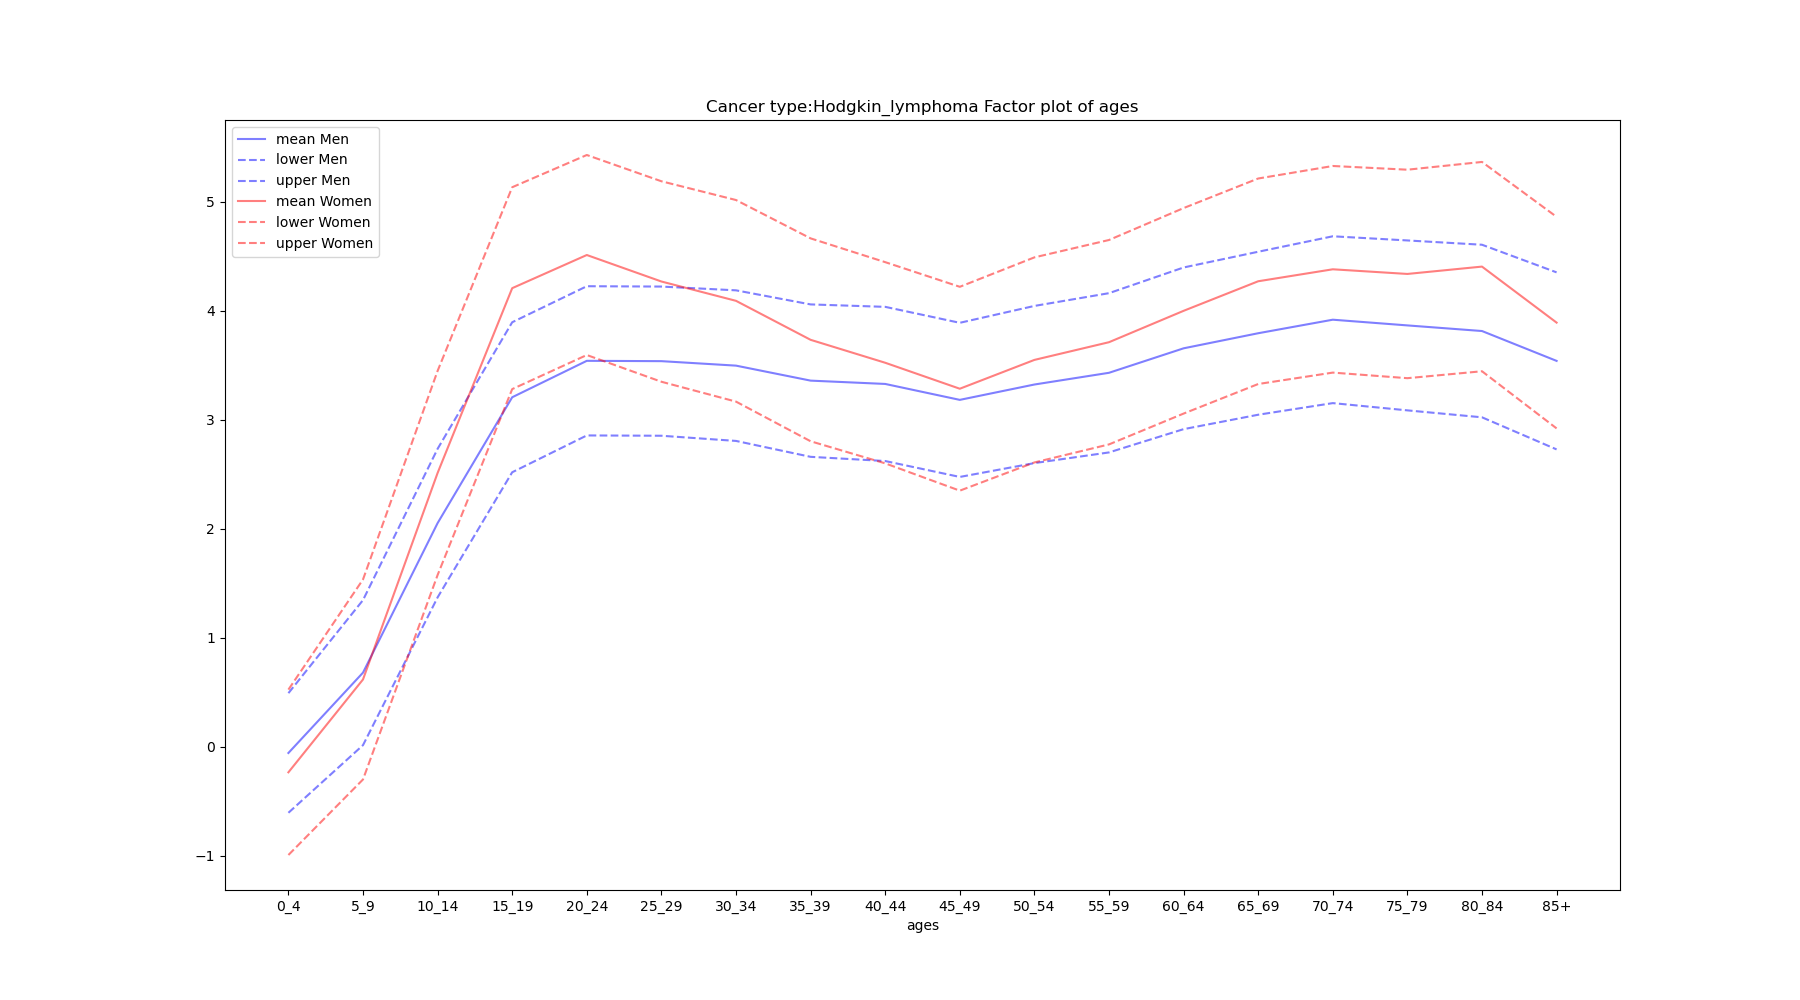 Cancer type:Hodgkin_lymphoma Factor plot of ages
mean Men
lower Men
upper Men
mean Women
lower Women
upper Women
5
4
3
2
1
0
−1
0_4 5_9 10_14 15_19 20_24 25_29 30_34 35_39 40_44 45_49 50_54 55_59 60_64 65_69 70_74 75_79 80_84 85+
ages